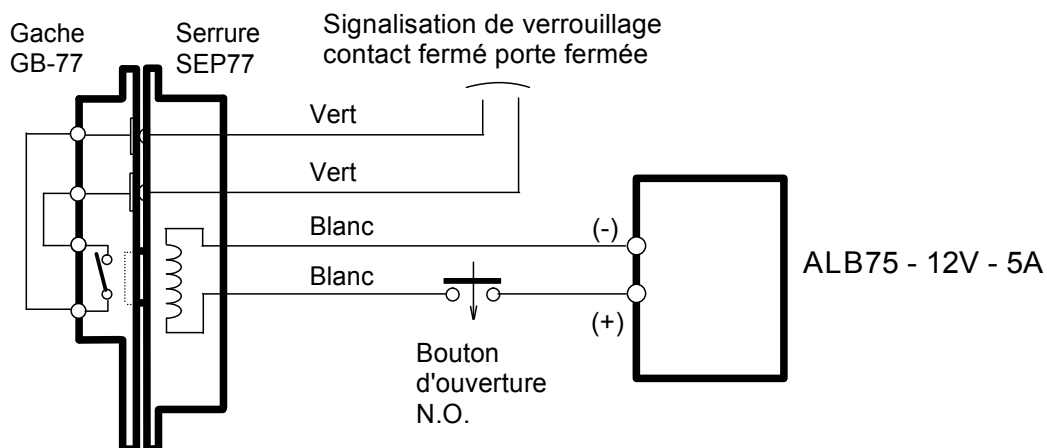 Gache
GB-77
Serrure
SEP77
Signalisation de verrouillage
contact fermé porte fermée
Vert
Vert
Blanc
(-)
Blanc
(+)
ALB75 - 12V - 5A
Bouton
d'ouverture
N.O.